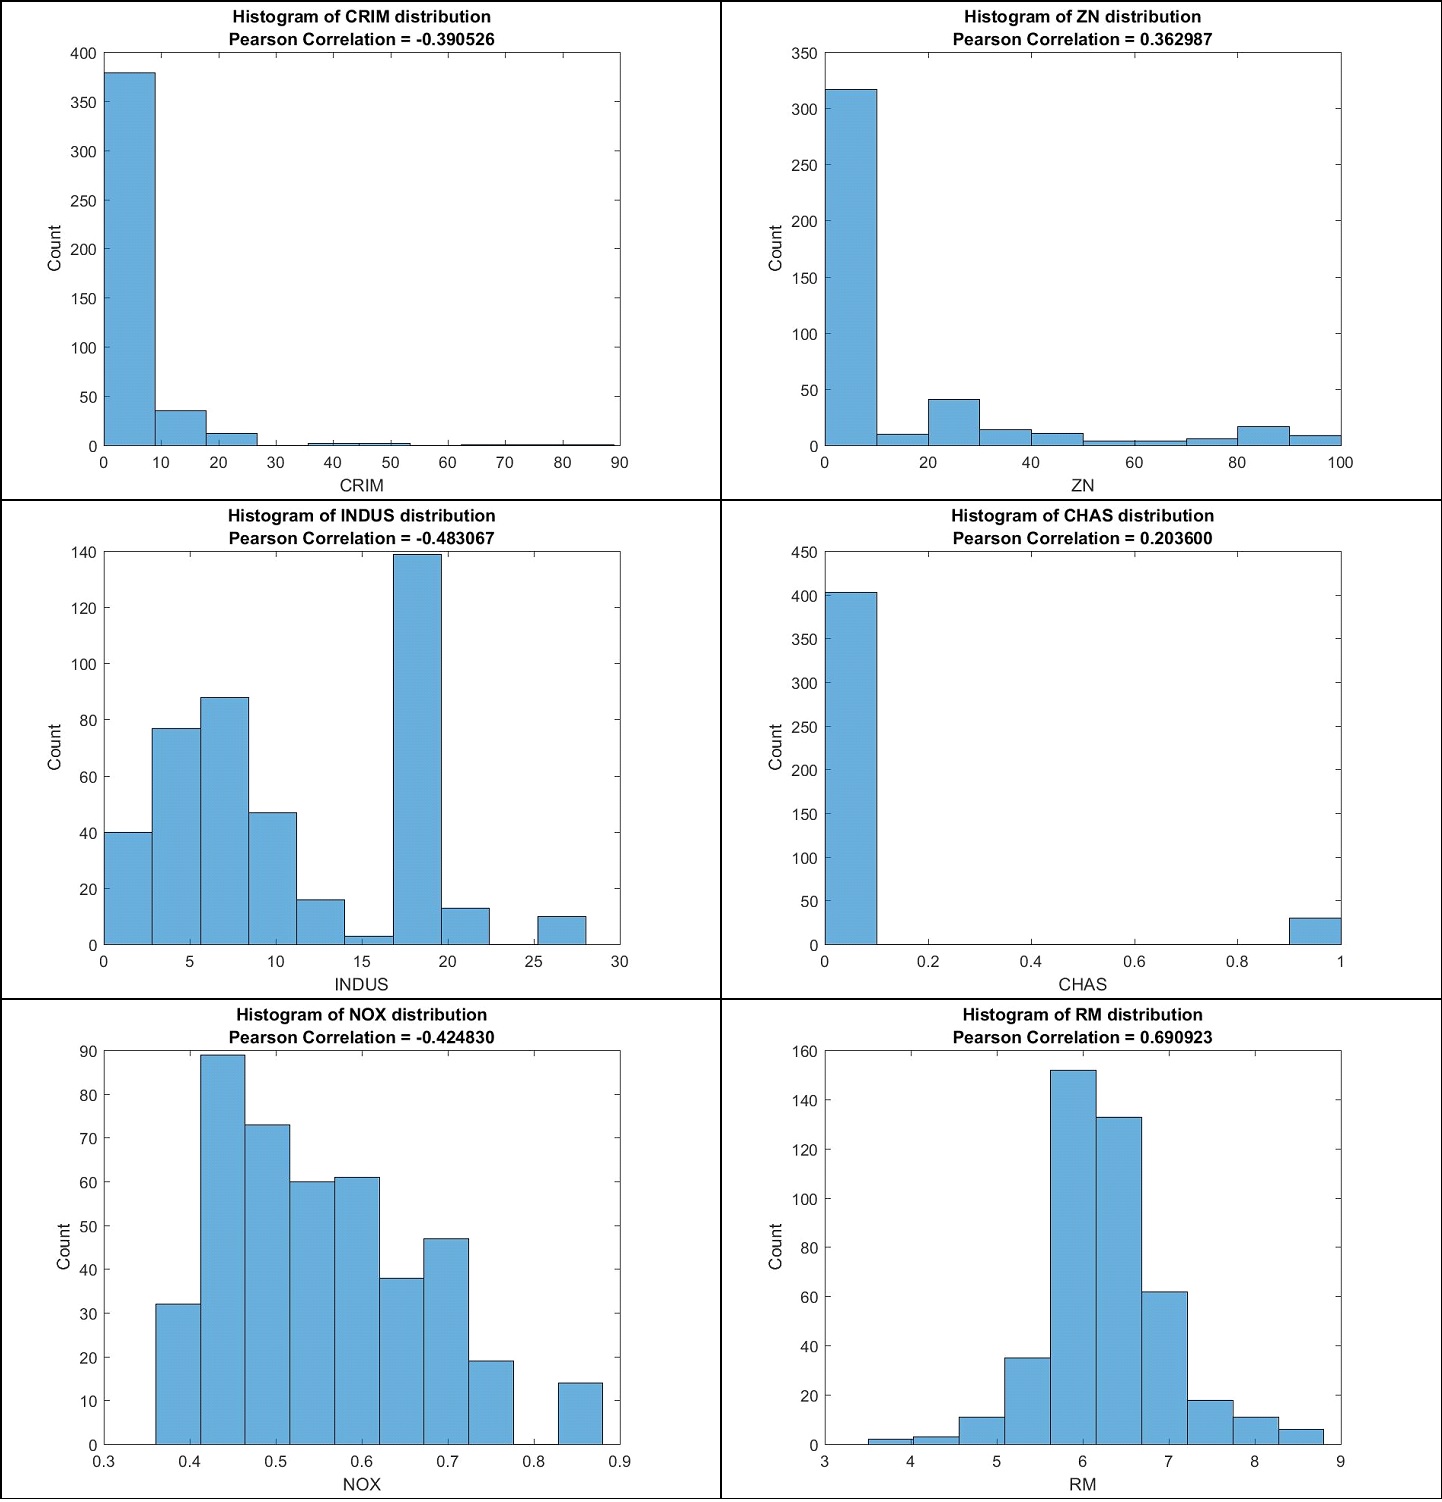 Histogram of CRIM distribution
Pearson Correlation = -0.390526
400
350
300
250
200
150
100
50
0
Count
0 10 20 30 40 50 60 70 80 90
CRIM
Histogram of ZN distribution
Pearson Correlation = 0.362987
350
300
250
200
150
100
50
0
Count
0 20 40 60 80 100
ZN
Histogram of INDUS distribution
Pearson Correlation = -0.483067
140
120
100
80
60
40
20
0
Count
0 5 10 15 20 25 30
INDUS
Histogram of CHAS distribution
Pearson Correlation = 0.203600
450
400
350
300
250
200
150
100
50
0
Count
0 0.2 0.4 0.6 0.8 1
CHAS
Histogram of NOX distribution
Pearson Correlation = -0.424830
90
80
70
60
50
40
30
20
10
0
Count
0.3 0.4 0.5 0.6 0.7 0.8 0.9
NOX
Histogram of RM distribution
Pearson Correlation = 0.690923
160
140
120
100
80
60
40
20
0
Count
3 4 5 6 7 8 9
RM